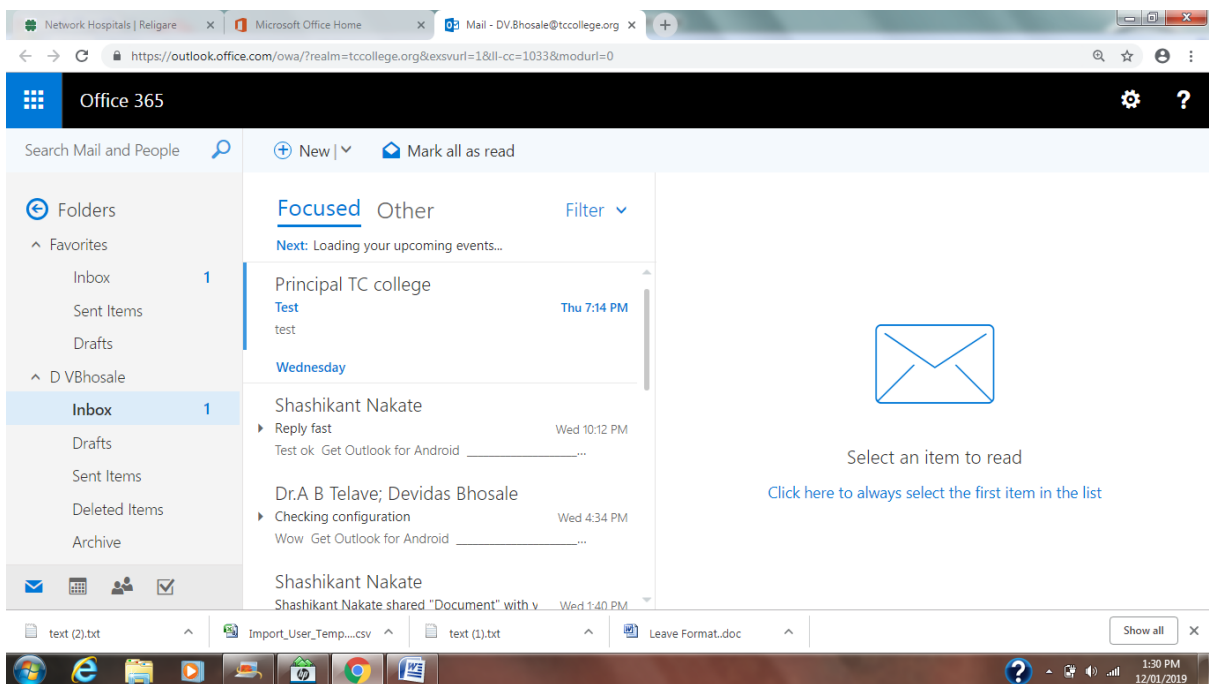 Network Hospitals | Religare
Microsoft Office Home
Mail - DV.Bhosale@tccollege.org
https://outlook.office.com/owa/?realm=tccollege.org&exsvurl=1&ll-cc=1033&modurl=0
Office 365
?
Search Mail and People
New
Mark all as read
Folders
Favorites
Inbox 1
Sent Items
Drafts
D VBhosale
Inbox 1
Drafts
Sent Items
Deleted Items
Archive
Focused Other Filter
Next: Loading your upcoming events...
Principal TC college
Test Thu 7:14 PM
test
Wednesday
Shashikant Nakate
Reply fast Wed 10:12 PM
Test ok Get Outlook for Android ___________________...
Dr.A B Telave; Devidas Bhosale
Checking configuration Wed 4:34 PM
Wow Get Outlook for Android _____________________...
Shashikant Nakate
Shashikant Nakate shared "Document" with y Wed 1:40 PM
Select an item to read
Click here to always select the first item in the list
text (2).txt
Import_User_Temp....csv
text (1).txt
Leave Format..doc
Show all
1:30 PM
12/01/2019